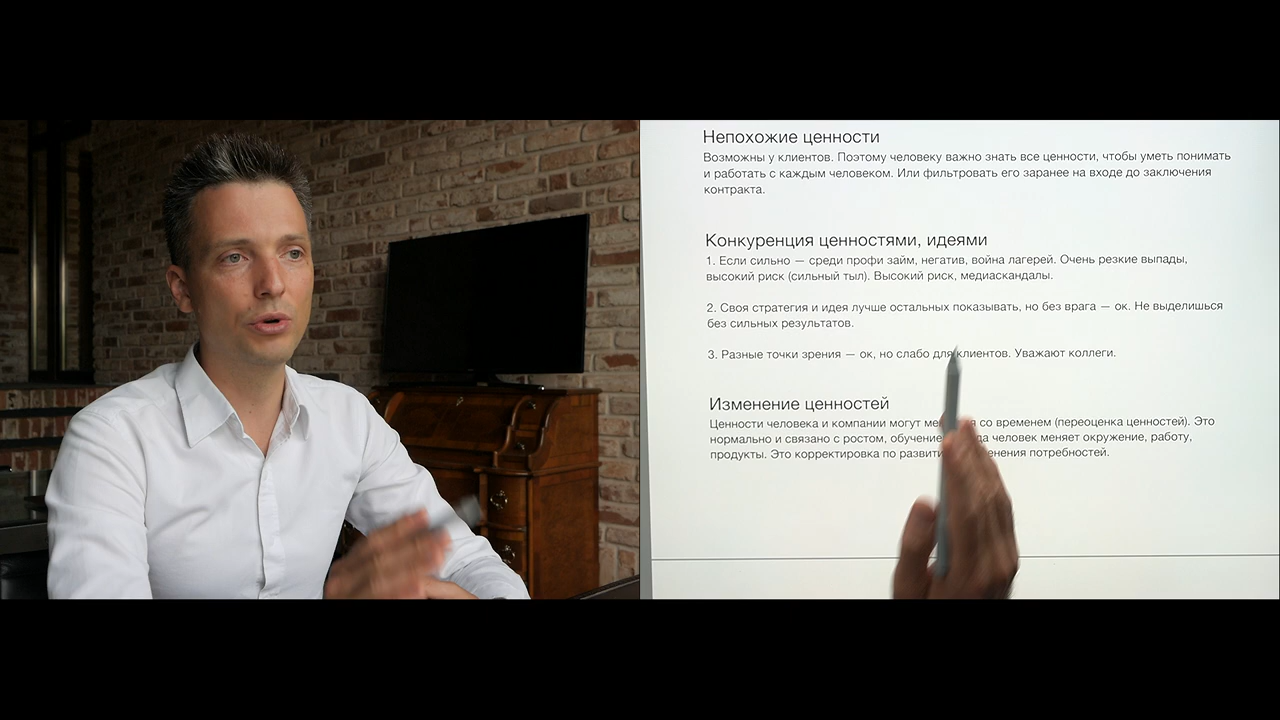 Непохожие ценности
Возможны у клиентов. Поэтому человеку важно знать все ценности, чтобы уметь понимать
и работать с каждым человеком. Или фильтровать его заранее на входе до заключения
контракта.
Конкуренция ценностями, идеями
1. Если сильно — среди профи займ, негатив, война лагерей. Очень резкие выпады,
высокий риск (сильный тыл). Высокий риск, медиаскандалы.
2. Своя стратегия и идея лучше остальных показывать, но без врага — ок. Не выделишься
без сильных результатов.
3. Разные точки зрения — ок, но слабо для клиентов. Уважают коллеги.
Изменение ценностей
Ценности человека и компании могут со временем (переоценка ценностей). Это
нормально и связано с ростом, человек меняет окружение, работу,
продукты. Это корректировка по потребностей.